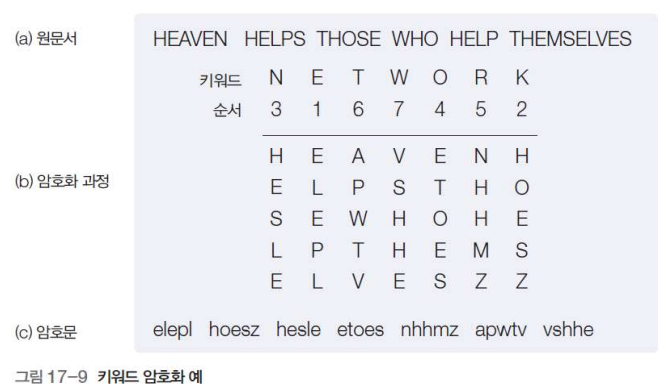 (a) 원문서 HEAVEN HELPS THOSE WHO HELP THEMSELVES
키워드 N E T W O R K
순서 3 1 6 7 4 5 2
(b) 암호화 과정
H E A V E N H
E L P S T H O
S E W H O H E
L P T H E M S
E L V E S Z Z
(c) 암호문 elepl hoesz hesle etoes nhhmz apwtv vshhe
그림 17-9 키워드 암호화 예